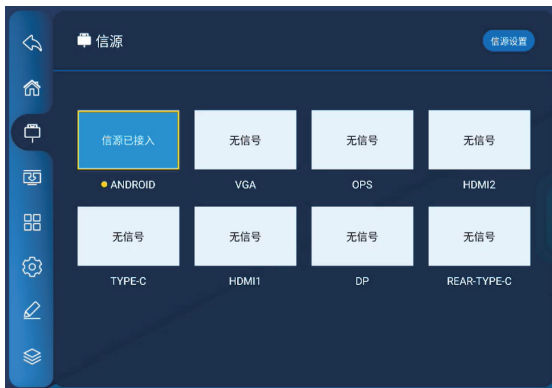 信源
信源设置
信源已接入
无信号
无信号
无信号
ANDROID
VGA
OPS
HDMI2
无信号
无信号
无信号
无信号
TYPE-C
HDMI1
DP
REAR-TYPE-C